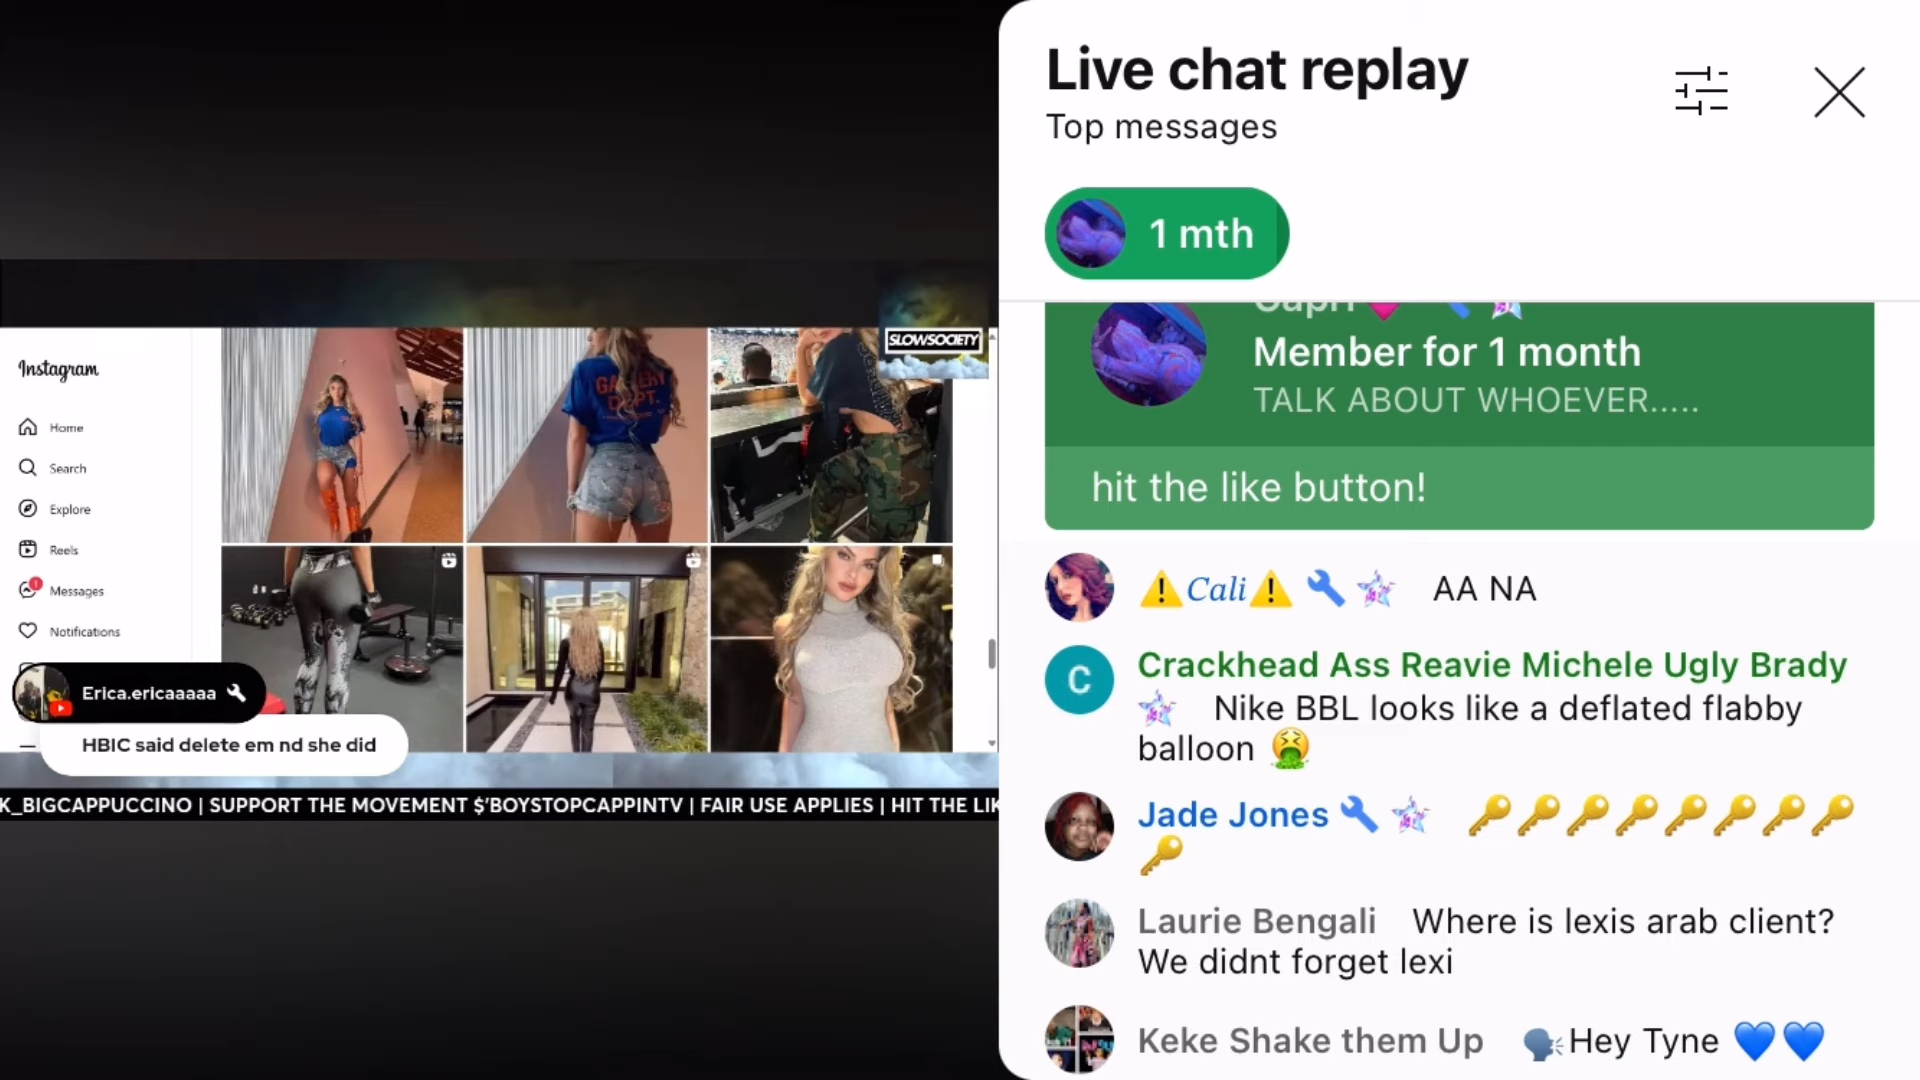 Instagram
Home
Search
Explore
Reels
Messages
Notifications
GALLERY
DEPT.
SLOWSOCIETY
Erica.ericaaaaa
HBIC said delete em nd she did
K_BIGCAPPUCCINO | SUPPORT THE MOVEMENT $'BOYSTOPCAPPINTV | FAIR USE APPLIES | HIT THE LIK
Live chat replay
Top messages
1 mth
Capri
Member for 1 month
TALK ABOUT WHOEVER.....
hit the like button!
⚠️Cali⚠️ 🔧 AA NA
C
Crackhead Ass Reavie Michele Ugly Brady
Nike BBL looks like a deflated flabby
balloon 🤮
Jade Jones 🔧 🔑🔑🔑🔑🔑🔑🔑🔑
🔑
Laurie Bengali Where is lexis arab client?
We didnt forget lexi
Keke Shake them Up 🗣️Hey Tyne 💙💙